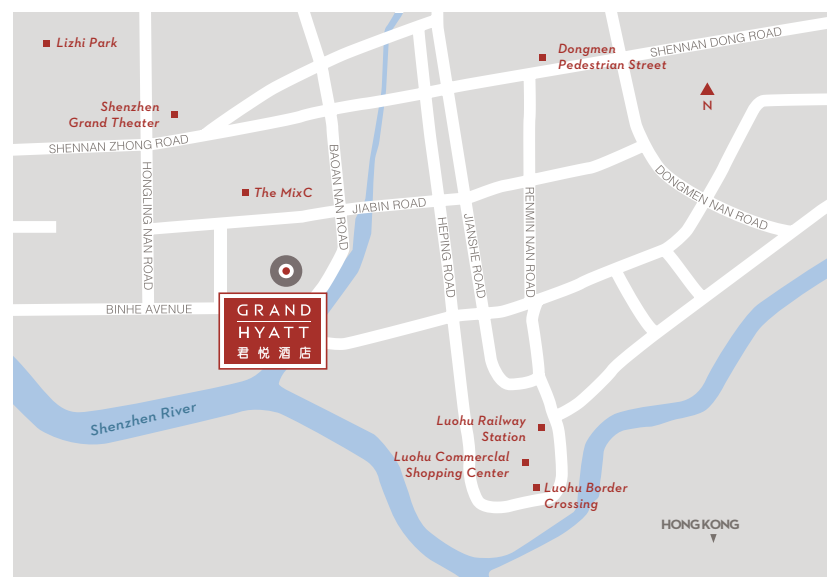 Lizhi Park
Dongmen
Pedestrian Street
SHENNAN DONG ROAD
N
Shenzhen
Grand Theater
SHENNAN ZHONG ROAD
HONGLING NAN ROAD
BAOAN NAN ROAD
The MixC
JIABIN ROAD
HEPING ROAD
JIANSHE ROAD
RENMIN NAN ROAD
DONGMEN NAN ROAD
BINHE AVENUE
GRAND
HYATT
君悦酒店
Shenzhen River
Luohu Railway
Station
Luohu Commerclal
Shopping Center
Luohu Border
Crossing
HONG KONG